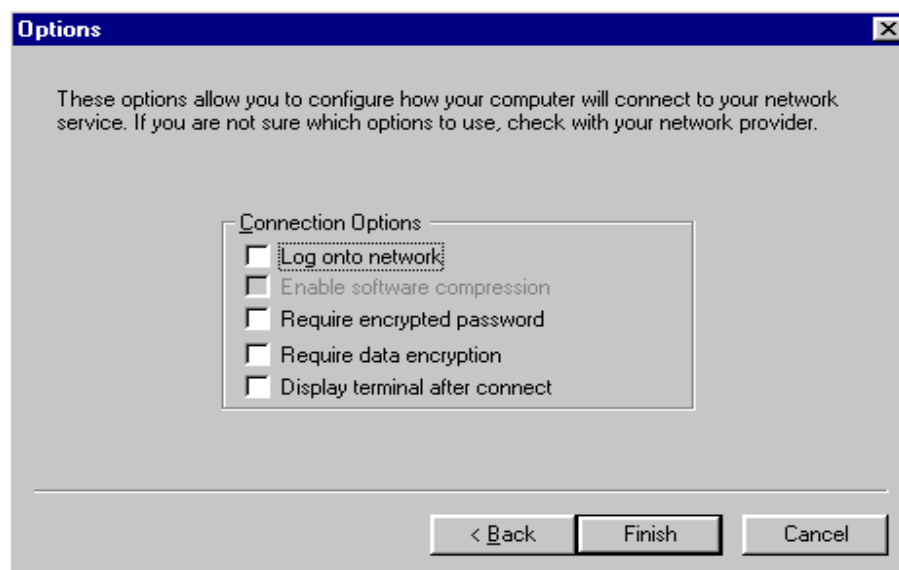 Options
These options allow you to configure how your computer will connect to your network
service. If you are not sure which options to use, check with your network provider.
Connection Options
Log onto network
Enable software compression
Require encrypted password
Require data encryption
Display terminal after connect
< Back Finish Cancel